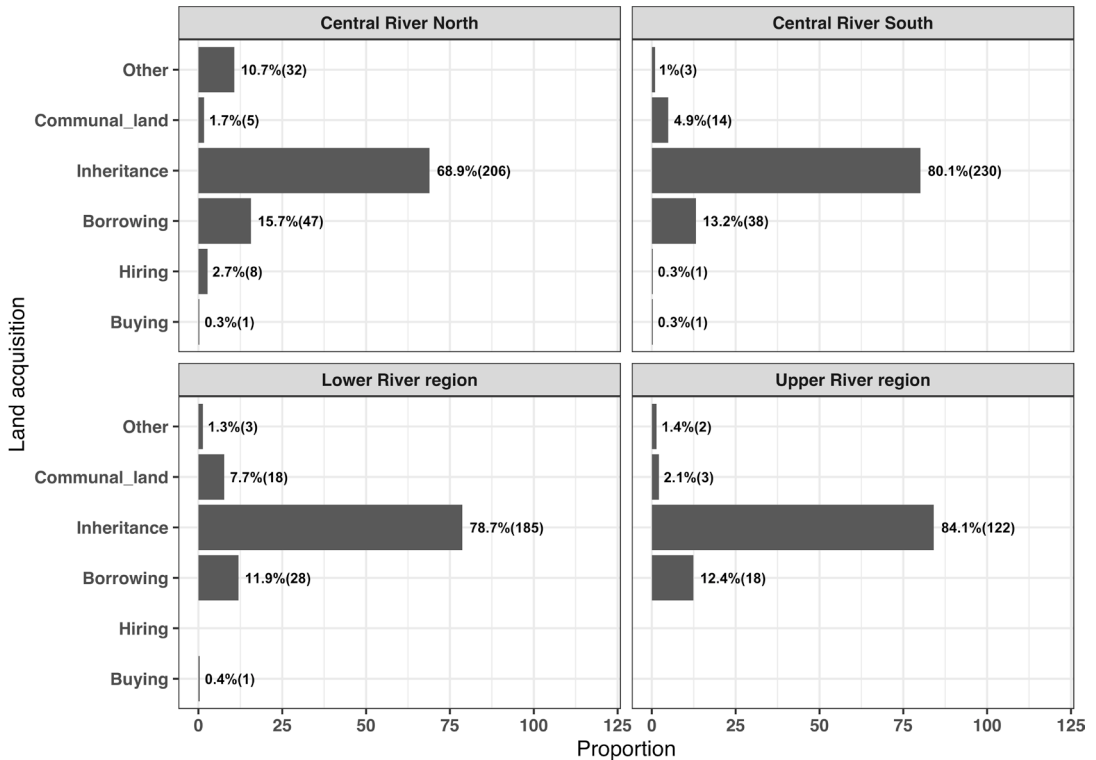 Central River North
Central River South
Other
10.7%(32)
1%(3)
Communal_land
1.7%(5)
4.9%(14)
Inheritance
68.9%(206)
80.1%(230)
Borrowing
15.7%(47)
13.2%(38)
Hiring
2.7%(8)
0.3%(1)
Buying
0.3%(1)
0.3%(1)
Land acquisition
Lower River region
Upper River region
Other
1.3%(3)
1.4%(2)
Communal_land
7.7%(18)
2.1%(3)
Inheritance
78.7%(185)
84.1%(122)
Borrowing
11.9%(28)
12.4%(18)
Hiring
Buying
0.4%(1)
0 25 50 75 100 125
0 25 50 75 100 125
Proportion